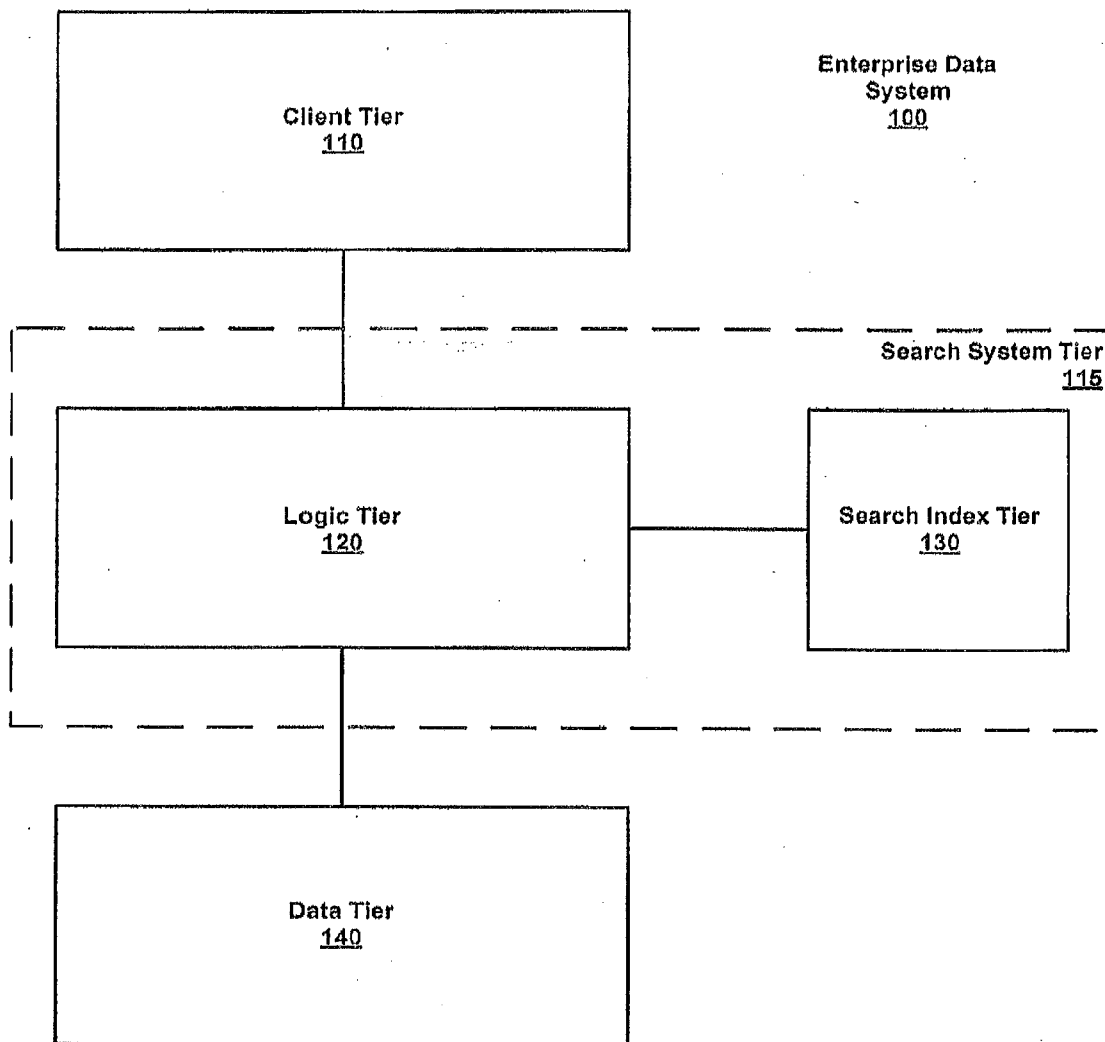 Enterprise Data
System
100
Client Tier
110
Search System Tier
115
Logic Tier
120
Search Index Tier
130
Data Tier
140